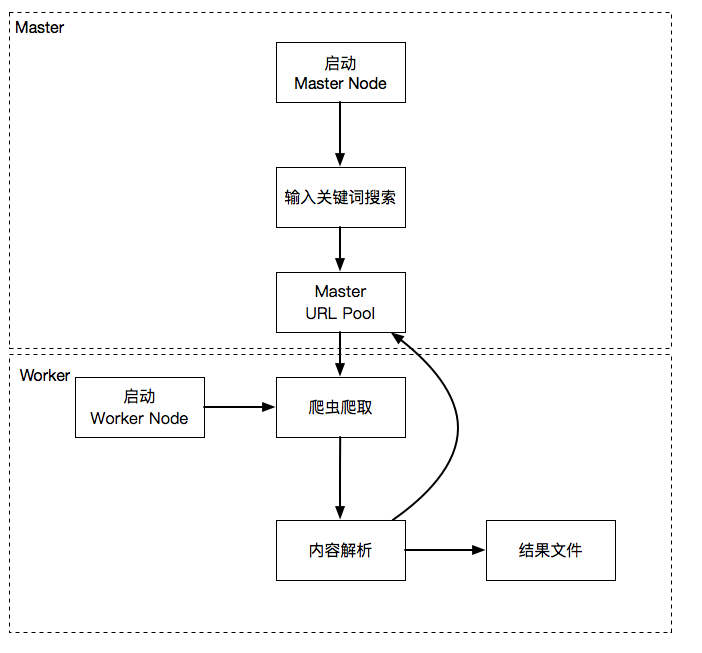 Master
启动
Master Node
输入关键词搜索
Master
URL Pool
Worker
启动
Worker Node
爬虫爬取
内容解析
结果文件